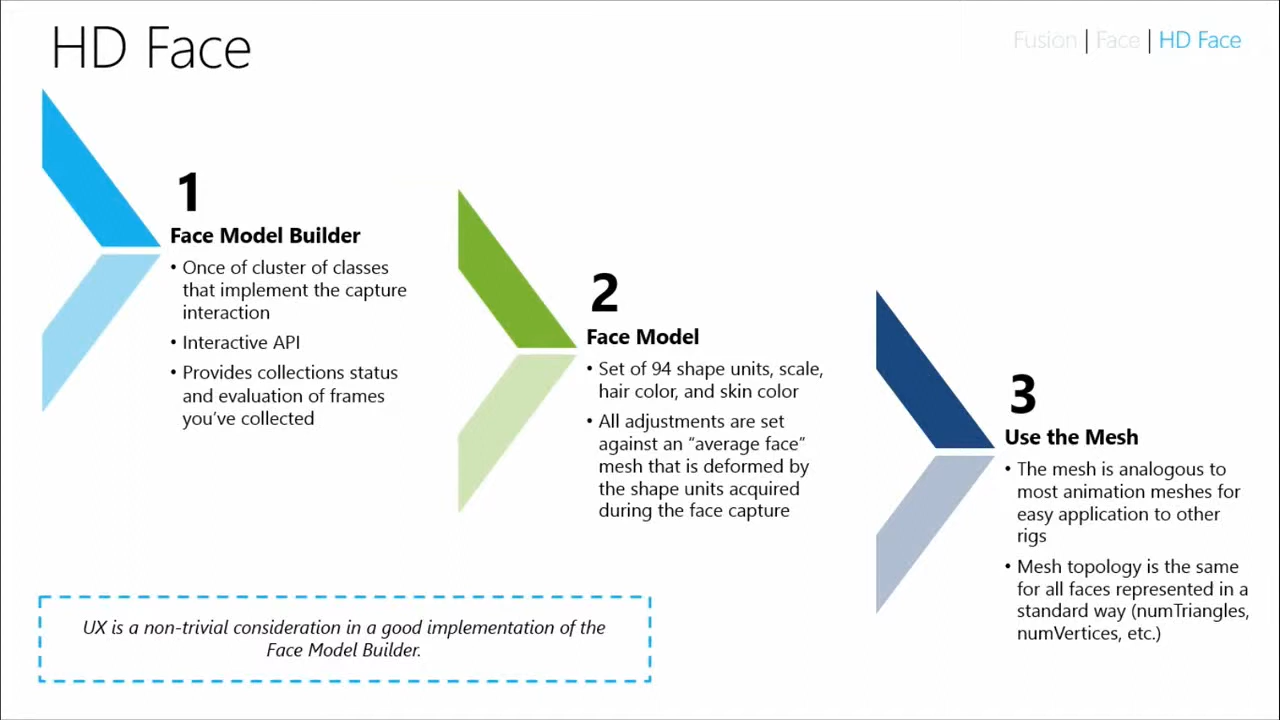 HD Face
Fusion | Face | HD Face
1
Face Model Builder
• Once of cluster of classes
that implement the capture
interaction
• Interactive API
• Provides collections status
and evaluation of frames
you've collected
2
Face Model
• Set of 94 shape units, scale,
hair color, and skin color
• All adjustments are set
against an “average face”
mesh that is deformed by
the shape units acquired
during the face capture
3
Use the Mesh
• The mesh is analogous to
most animation meshes for
easy application to other
rigs
• Mesh topology is the same
for all faces represented in a
standard way (numTriangles,
numVertices, etc.)
UX is a non-trivial consideration in a good implementation of the
Face Model Builder.